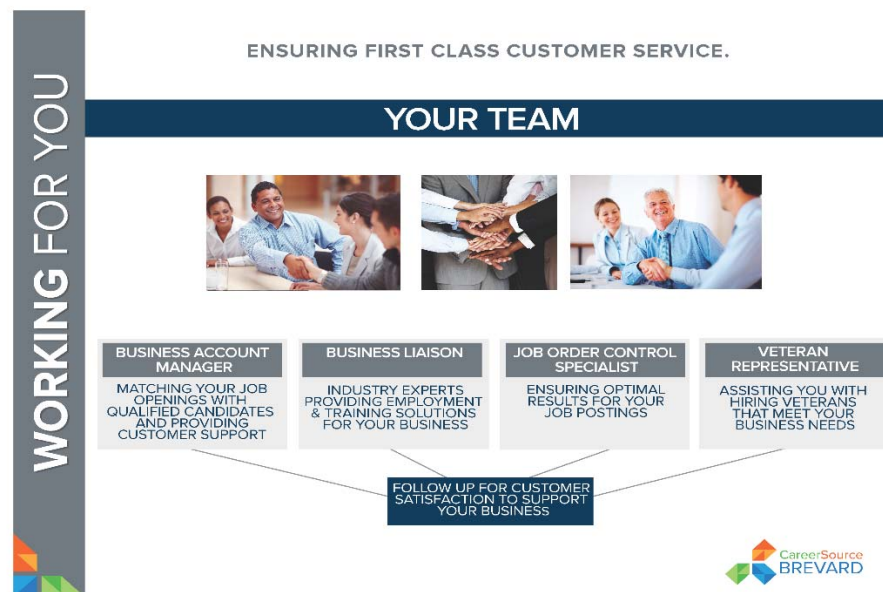 WORKING FOR YOU
ENSURING FIRST CLASS CUSTOMER SERVICE.
YOUR TEAM
BUSINESS ACCOUNT
MANAGER
MATCHING YOUR JOB
OPENINGS WITH
QUALIFIED CANDIDATES
AND PROVIDING
CUSTOMER SUPPORT
BUSINESS LIAISON
INDUSTRY EXPERTS
PROVIDING EMPLOYMENT
& TRAINING SOLUTIONS
FOR YOUR BUSINESS
JOB ORDER CONTROL
SPECIALIST
ENSURING OPTIMAL
RESULTS FOR YOUR
JOB POSTINGS
VETERAN
REPRESENTATIVE
ASSISTING YOU WITH
HIRING VETERANS
THAT MEET YOUR
BUSINESS NEEDS
FOLLOW UP FOR CUSTOMER
SATISFACTION TO SUPPORT
YOUR BUSINESS
CareerSource
BREVARD